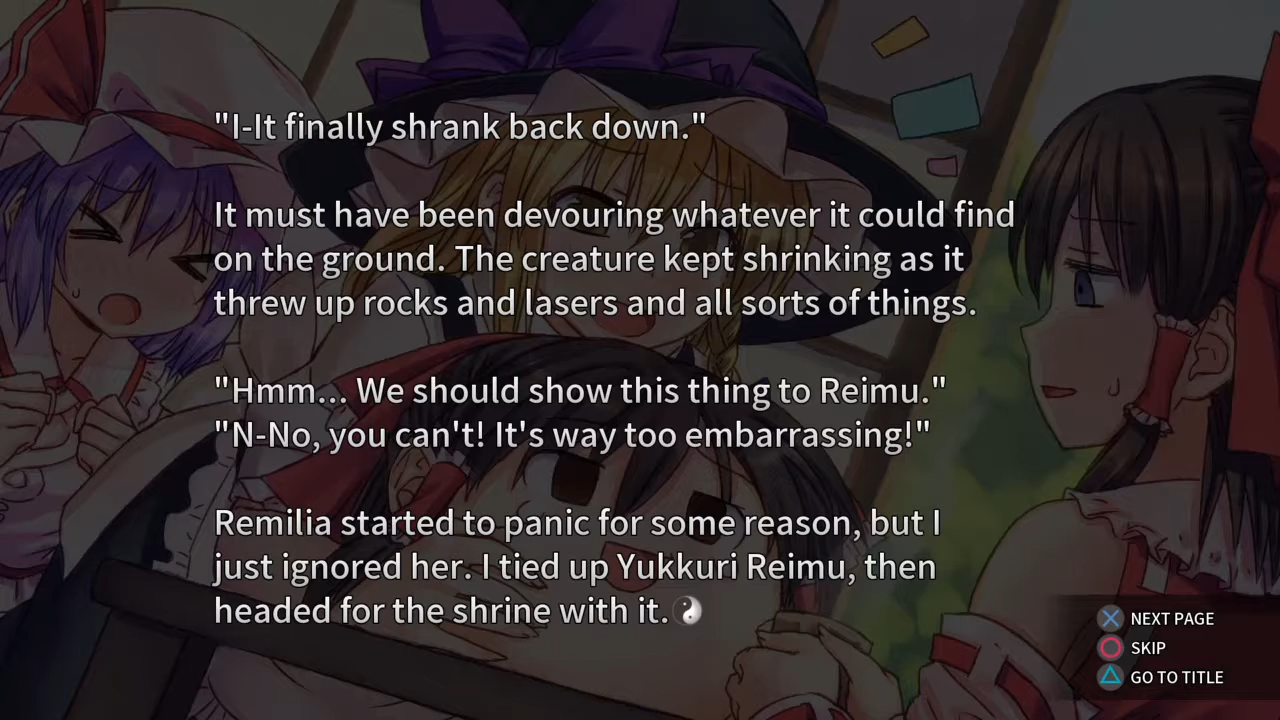 "I-It finally shrank back down."
It must have been devouring whatever it could find
on the ground. The creature kept shrinking as it
threw up rocks and lasers and all sorts of things.
"Hmm... We should show this thing to Reimu."
"N-No, you can't! It's way too embarrassing!"
Remilia started to panic for some reason, but I
just ignored her. I tied up Yukkuri Reimu, then
headed for the shrine with it.
NEXT PAGE
SKIP
GO TO TITLE